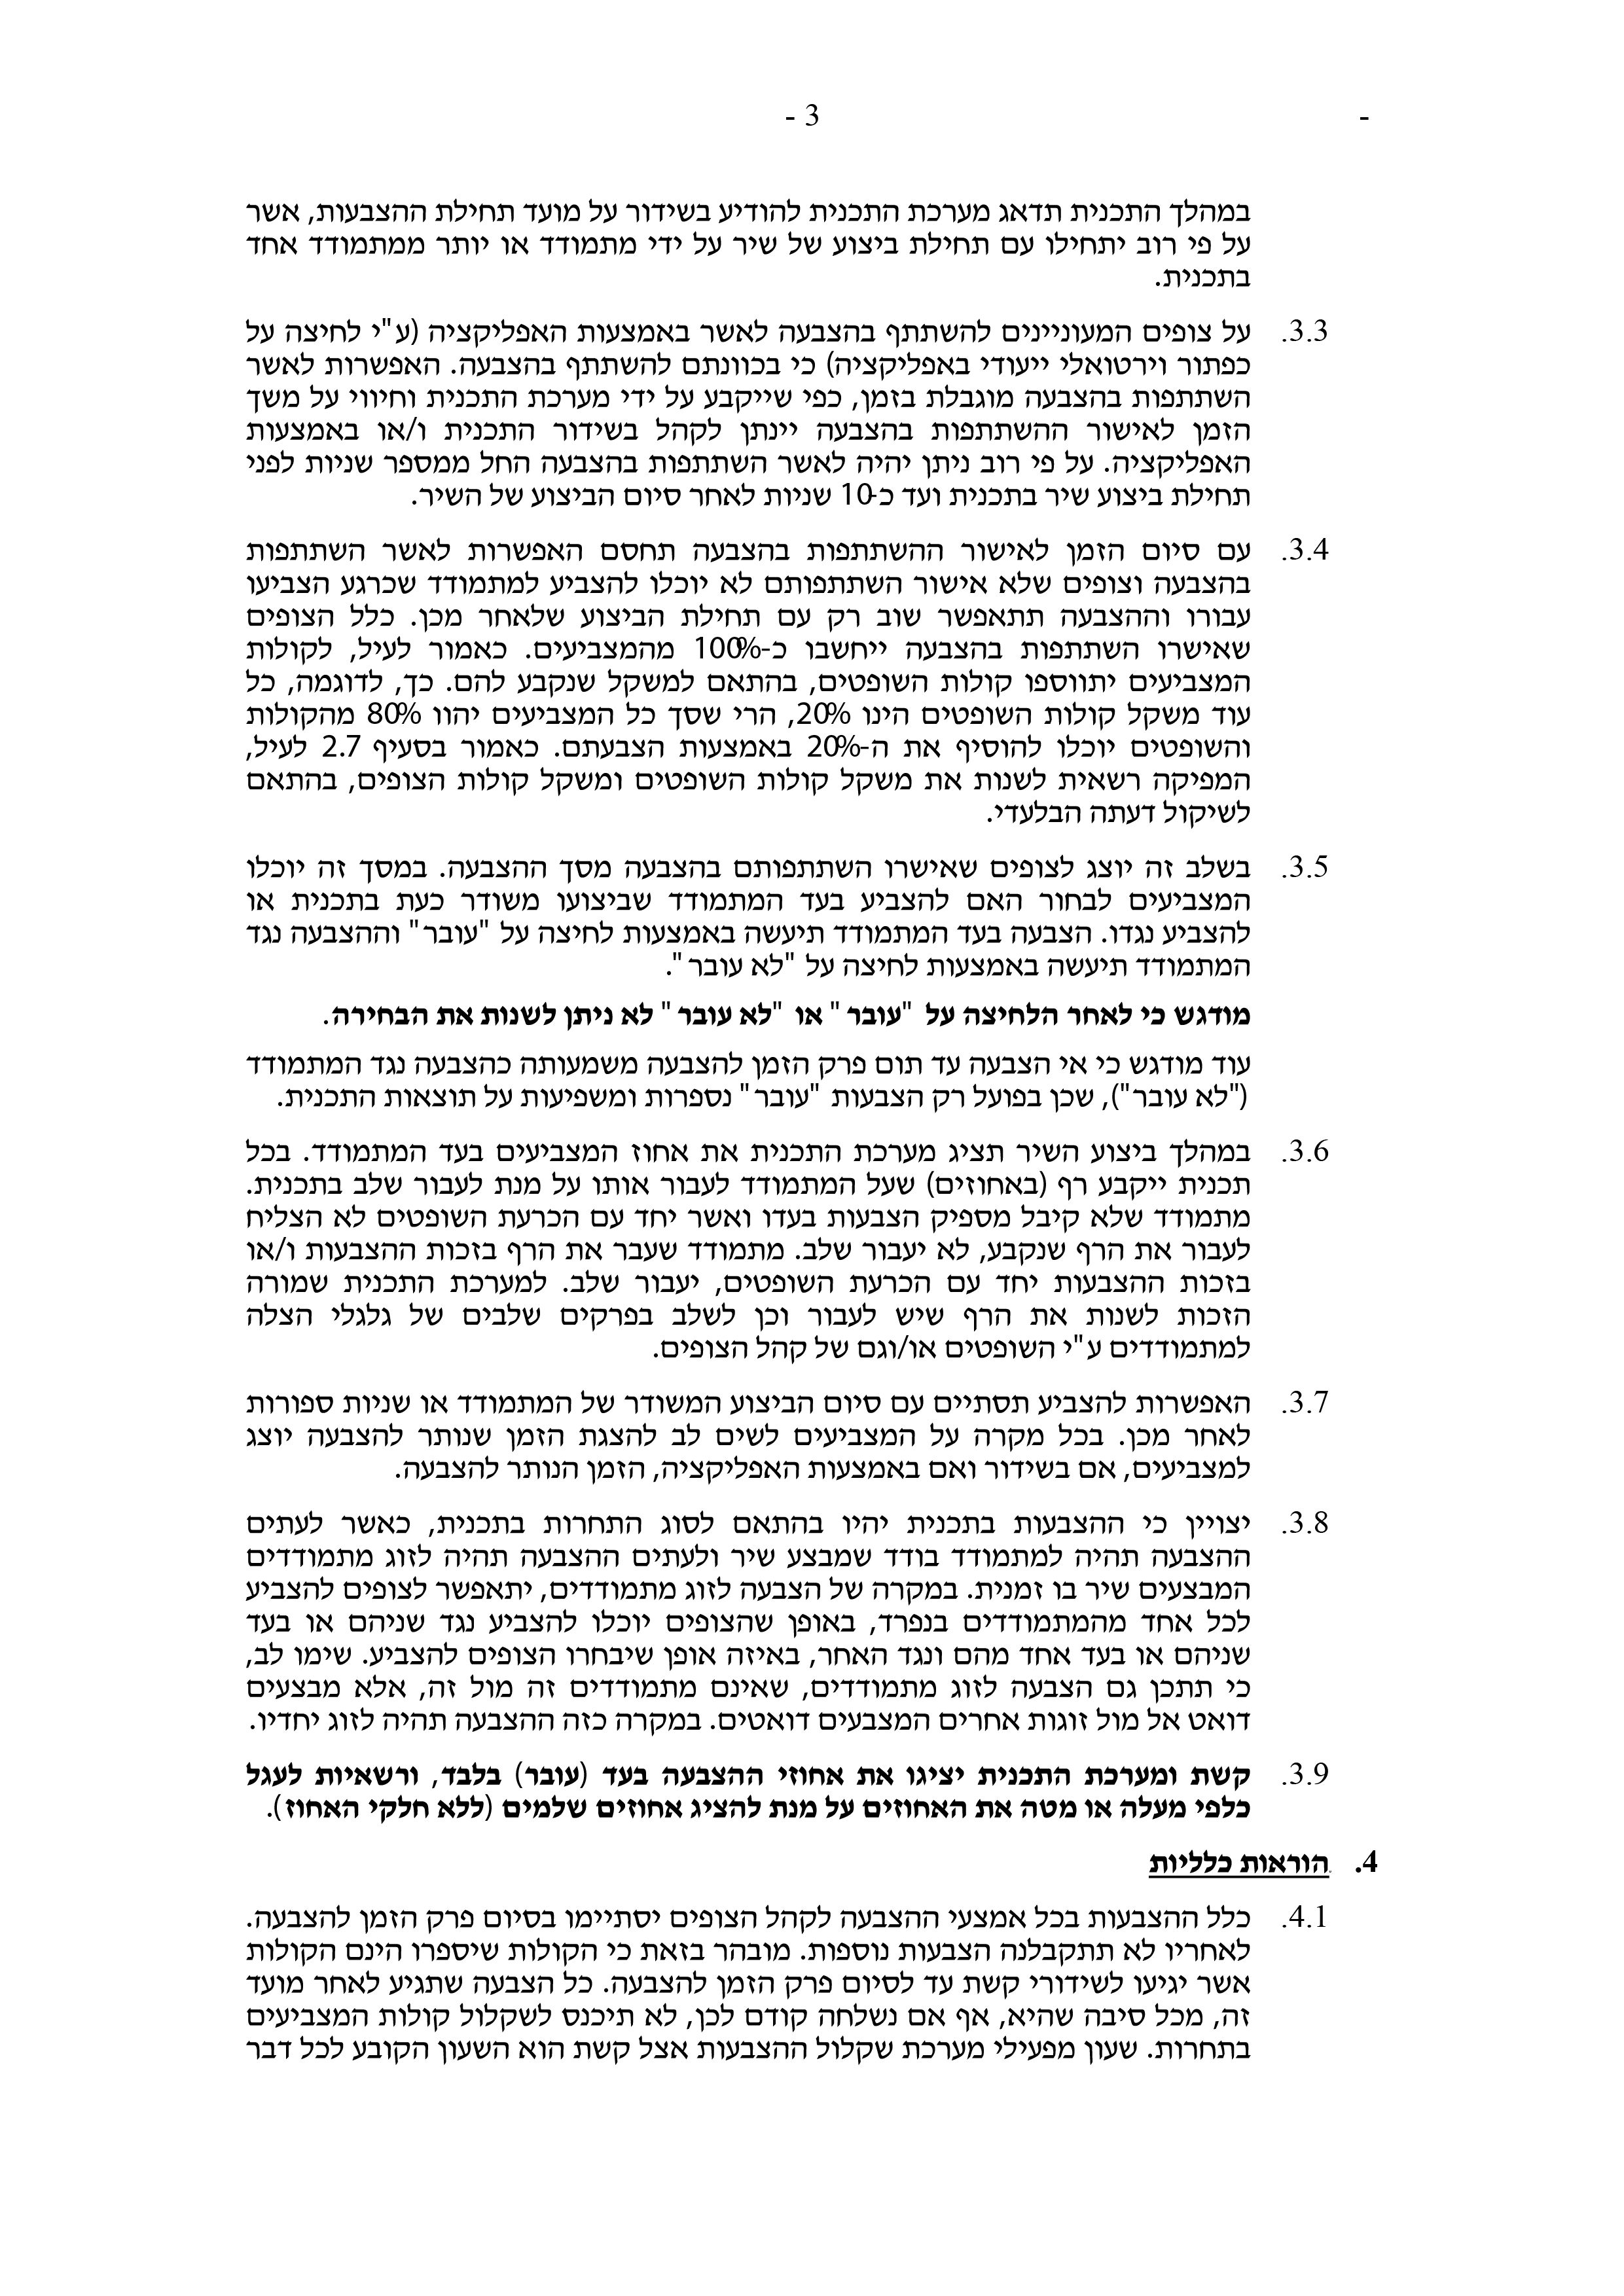 - 3 -
במהלך התכנית תדאג מערכת התכנית להודיע בשידור על מועד תחילת ההצבעות, אשר
על פי רוב יתחילו עם תחילת ביצוע של שיר על ידי מתמודד או יותר ממתמודד אחד
בתכנית.
3.3. על צופים המעוניינים להשתתף בהצבעה לאשר באמצעות האפליקציה (ע"י לחיצה על
כפתור וירטואלי ייעודי באפליקציה) כי בכוונתם להשתתף בהצבעה. האפשרות לאשר
השתתפות בהצבעה מוגבלת בזמן, כפי שייקבע על ידי מערכת התכנית וחיווי על משך
הזמן לאישור ההשתתפות בהצבעה יינתן לקהל בשידור התכנית ו/או באמצעות
האפליקציה. על פי רוב ניתן יהיה לאשר השתתפות בהצבעה החל ממספר שניות לפני
תחילת ביצוע שיר בתכנית ועד כ-10 שניות לאחר סיום הביצוע של השיר.
3.4. עם סיום הזמן לאישור ההשתתפות בהצבעה תחסם האפשרות לאשר השתתפות
בהצבעה וצופים שלא אישור השתתפותם לא יוכלו להצביע למתמודד שכרגע הצביעו
עבורו וההצבעה תתאפשר שוב רק עם תחילת הביצוע שלאחר מכן. כלל הצופים
שאישרו השתתפות בהצבעה ייחשבו כ-100% מהמצביעים. כאמור לעיל, לקולות
המצביעים יתווספו קולות השופטים, בהתאם למשקל שנקבע להם. כך, לדוגמה, כל
עוד משקל קולות השופטים הינו 20%, הרי שסך כל המצביעים יהוו 80% מהקולות
והשופטים יוכלו להוסיף את ה-20% באמצעות הצבעתם. כאמור בסעיף 2.7 לעיל,
המפיקה רשאית לשנות את משקל קולות השופטים ומשקל קולות הצופים, בהתאם
לשיקול דעתה הבלעדי.
3.5. בשלב זה יוצג לצופים שאישרו השתתפותם בהצבעה מסך ההצבעה. במסך זה יוכלו
המצביעים לבחור האם להצביע בעד המתמודד שביצועו משודר כעת בתכנית או
להצביע נגדו. הצבעה בעד המתמודד תיעשה באמצעות לחיצה על "עובר" וההצבעה נגד
המתמודד תיעשה באמצעות לחיצה על "לא עובר".
מודגש כי לאחר הלחיצה על "עובר" או "לא עובר" לא ניתן לשנות את הבחירה.
עוד מודגש כי אי הצבעה עד תום פרק הזמן להצבעה משמעותה כהצבעה נגד המתמודד
("לא עובר"), שכן בפועל רק הצבעות "עובר" נספרות ומשפיעות על תוצאות התכנית.
3.6. במהלך ביצוע השיר תציג מערכת התכנית את אחוז המצביעים בעד המתמודד. בכל
תכנית ייקבע רף (באחוזים) שעל המתמודד לעבור אותו על מנת לעבור שלב בתכנית.
מתמודד שלא קיבל מספיק הצבעות בעדו ואשר יחד עם הכרעת השופטים לא הצליח
לעבור את הרף שנקבע, לא יעבור שלב. מתמודד שעבר את הרף בזכות ההצבעות ו/או
בזכות ההצבעות יחד עם הכרעת השופטים, יעבור שלב. למערכת התכנית שמורה
הזכות לשנות את הרף שיש לעבור וכן לשלב בפרקים שלבים של גלגלי הצלה
למתמודדים ע"י השופטים או/וגם של קהל הצופים.
3.7. האפשרות להצביע תסתיים עם סיום הביצוע המשודר של המתמודד או שניות ספורות
לאחר מכן. בכל מקרה על המצביעים לשים לב להצגת הזמן שנותר להצבעה יוצג
למצביעים, אם בשידור ואם באמצעות האפליקציה, הזמן הנותר להצבעה.
3.8. יצויין כי ההצבעות בתכנית יהיו בהתאם לסוג התחרות בתכנית, כאשר לעתים
ההצבעה תהיה למתמודד בודד שמבצע שיר ולעתים ההצבעה תהיה לזוג מתמודדים
המבצעים שיר בו זמנית. במקרה של הצבעה לזוג מתמודדים, יתאפשר לצופים להצביע
לכל אחד מהמתמודדים בנפרד, באופן שהצופים יוכלו להצביע נגד שניהם או בעד
שניהם או בעד אחד מהם ונגד האחר, באיזה אופן שיבחרו הצופים להצביע. שימו לב,
כי תתכן גם הצבעה לזוג מתמודדים, שאינם מתמודדים זה מול זה, אלא מבצעים
דואט אל מול זוגות אחרים המצבעים דואטים. במקרה כזה ההצבעה תהיה לזוג יחדיו.
3.9. קשת ומערכת התכנית יציגו את אחוזי ההצבעה בעד (עובר) בלבד, ורשאיות לעגל
כלפי מעלה או מטה את האחוזים על מנת להציג אחוזים שלמים (ללא חלקי האחוז).
4. הוראות כלליות
4.1. כלל ההצבעות בכל אמצעי ההצבעה לקהל הצופים יסתיימו בסיום פרק הזמן להצבעה.
לאחריו לא תתקבלנה הצבעות נוספות. מובהר בזאת כי הקולות שיספרו הינם הקולות
אשר יגיעו לשידורי קשת עד לסיום פרק הזמן להצבעה. כל הצבעה שתגיע לאחר מועד
זה, מכל סיבה שהיא, אף אם נשלחה קודם לכן, לא תיכנס לשקלול קולות המצביעים
בתחרות. שעון מפעילי מערכת שקלול ההצבעות אצל קשת הוא השעון הקובע לכל דבר